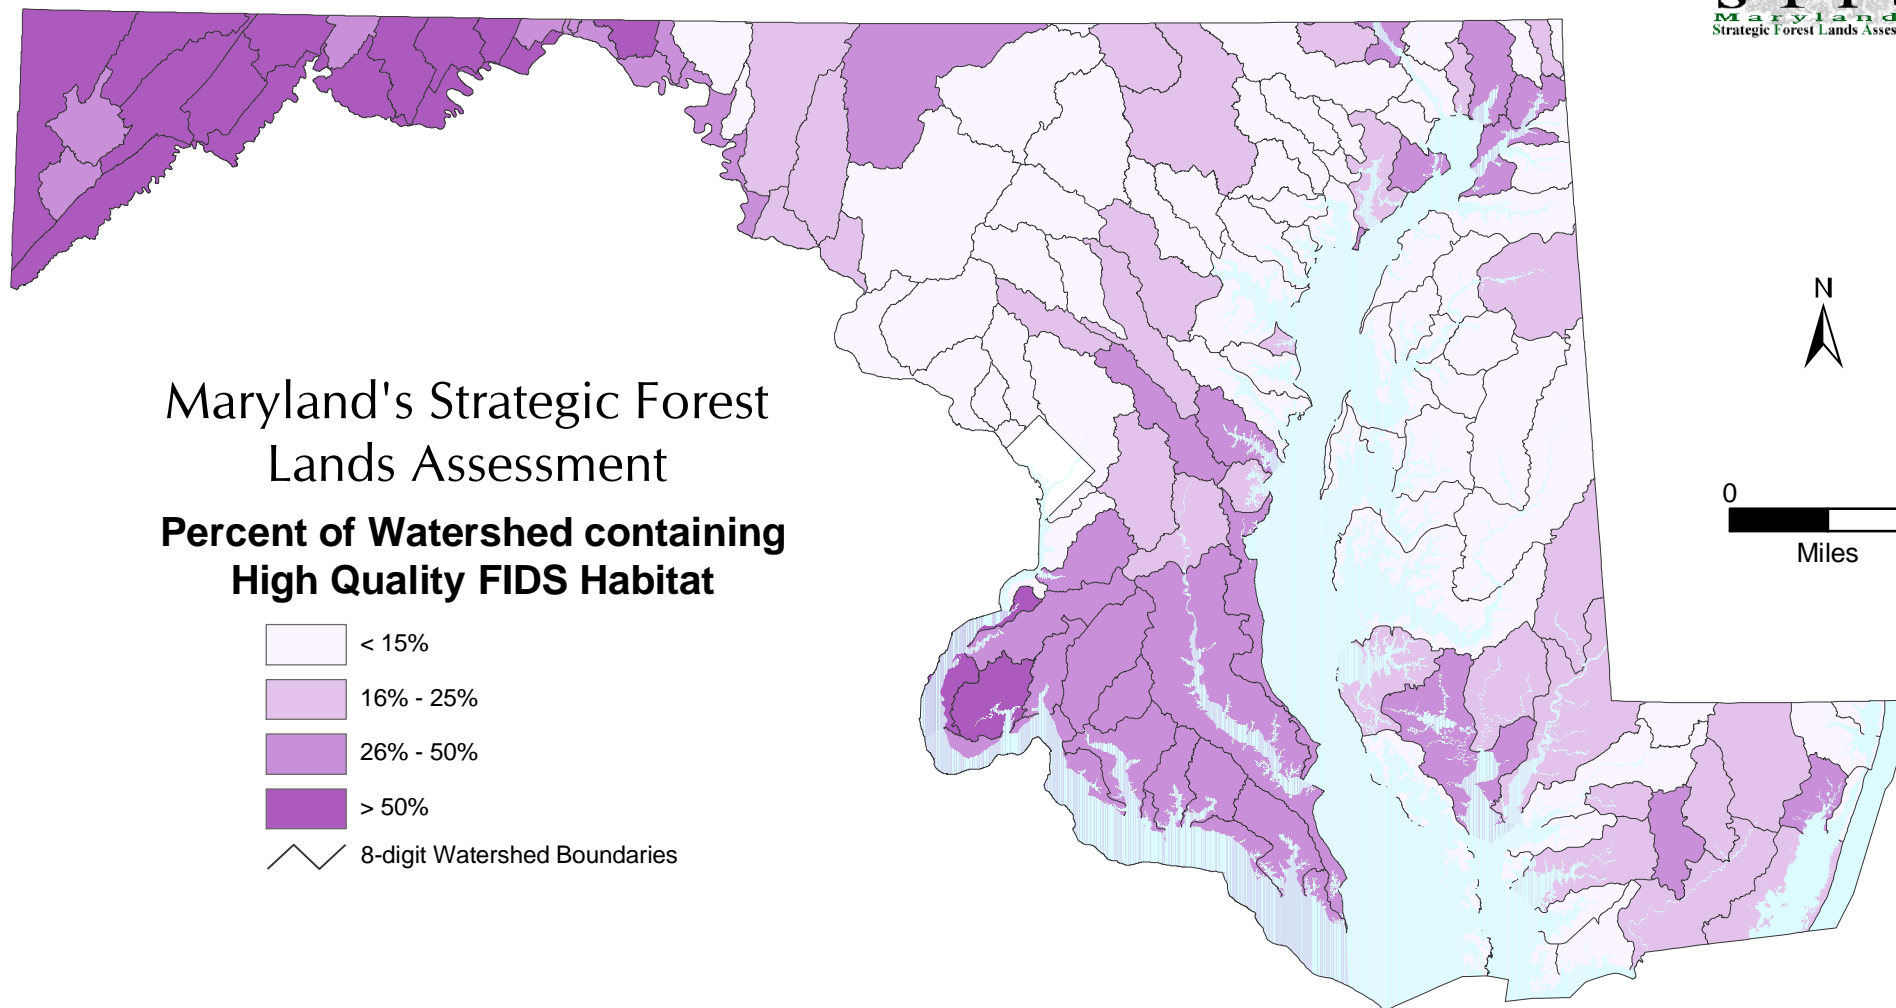 Maryland
Strategic Forest Lands
N
0
Miles
Maryland's Strategic Forest
Lands Assessment
Percent of Watershed containing
High Quality FIDS Habitat
< 15%
16% - 25%
26% - 50%
> 50%
8-digit Watershed Boundaries